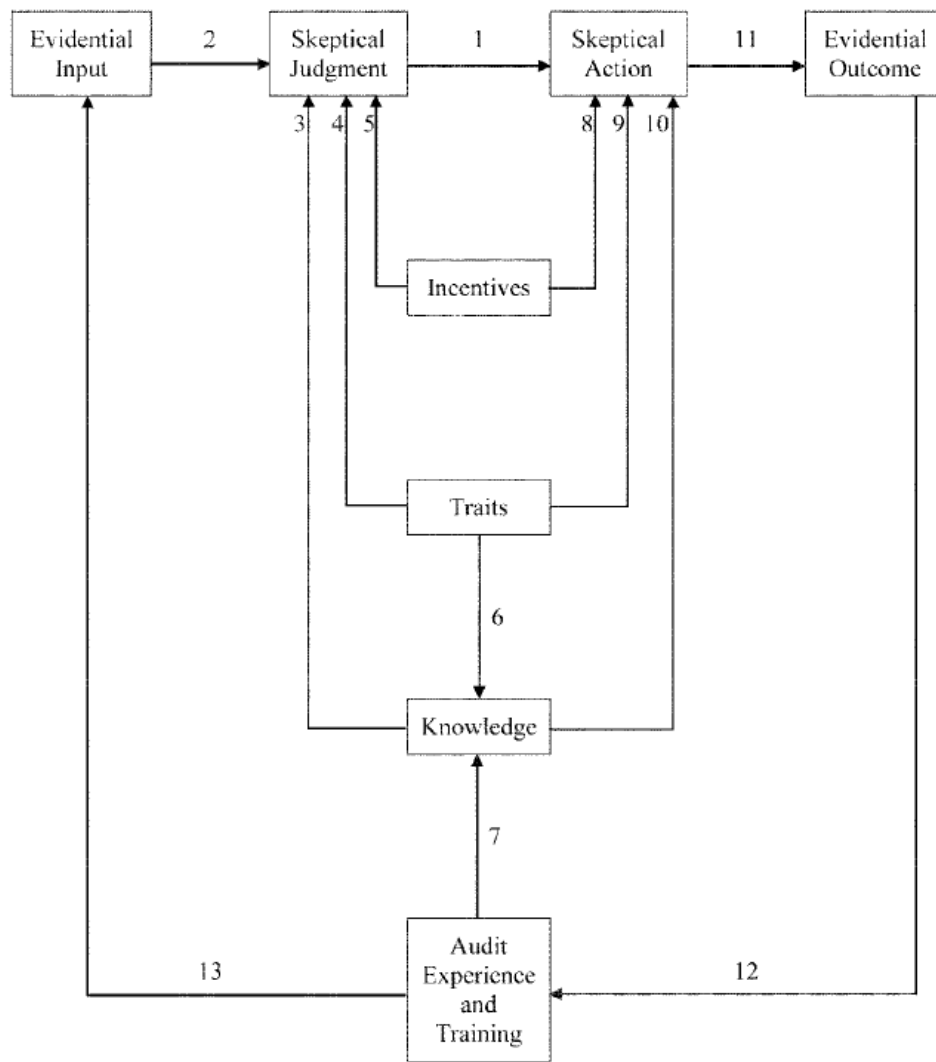 Evidential
Input
2
Skeptical
Judgment
1
Skeptical
Action
11
Evidential
Outcome
3
4
5
8
9
10
Incentives
Traits
6
Knowledge
7
Audit
Experience
and
Training
13
12